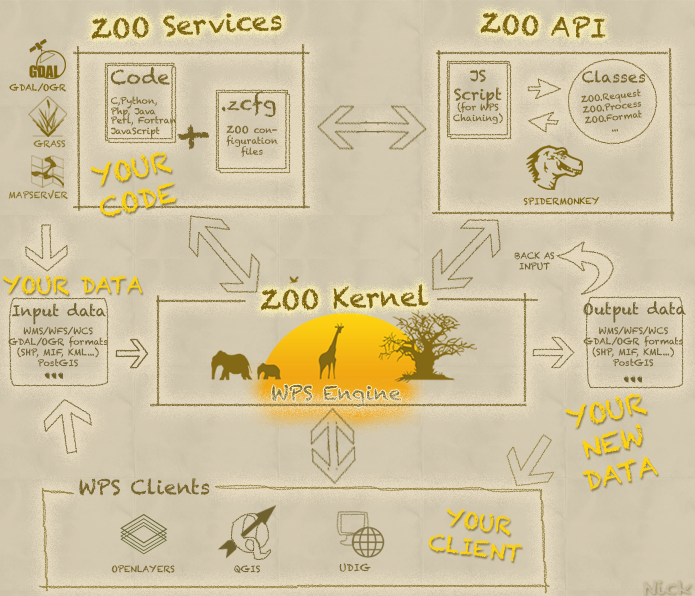 ZOO Services
ZOO API
GDAL
GDAL/OGR
GRASS
MAPSERVER
Code
C,Python,
Php, Java
Perl, Fortran
JavaScript
+
.zcfg
ZOO con-
figuration
files
YOUR
CODE
JS
Script
(for WPS
Chaining)
Classes
ZOO.Request
ZOO.Process
ZOO.Format
...
SPIDERMONKEY
BACK AS
INPUT
YOUR DATA
Input data
WMS/WFS/WCS
GDAL/OGR formats
(SHP, MIF, KML...)
PostGIS
...
ZOǑ Kernel
WPS Engine
Output data
WMS/WFS/WCS
GDAL/OGR formats
(SHP, MIF, KML...)
PostGIS
...
YOUR
NEW
DATA
WPS Clients
OPENLAYERS
QGIS
UDIG
YOUR
CLIENT
Nick